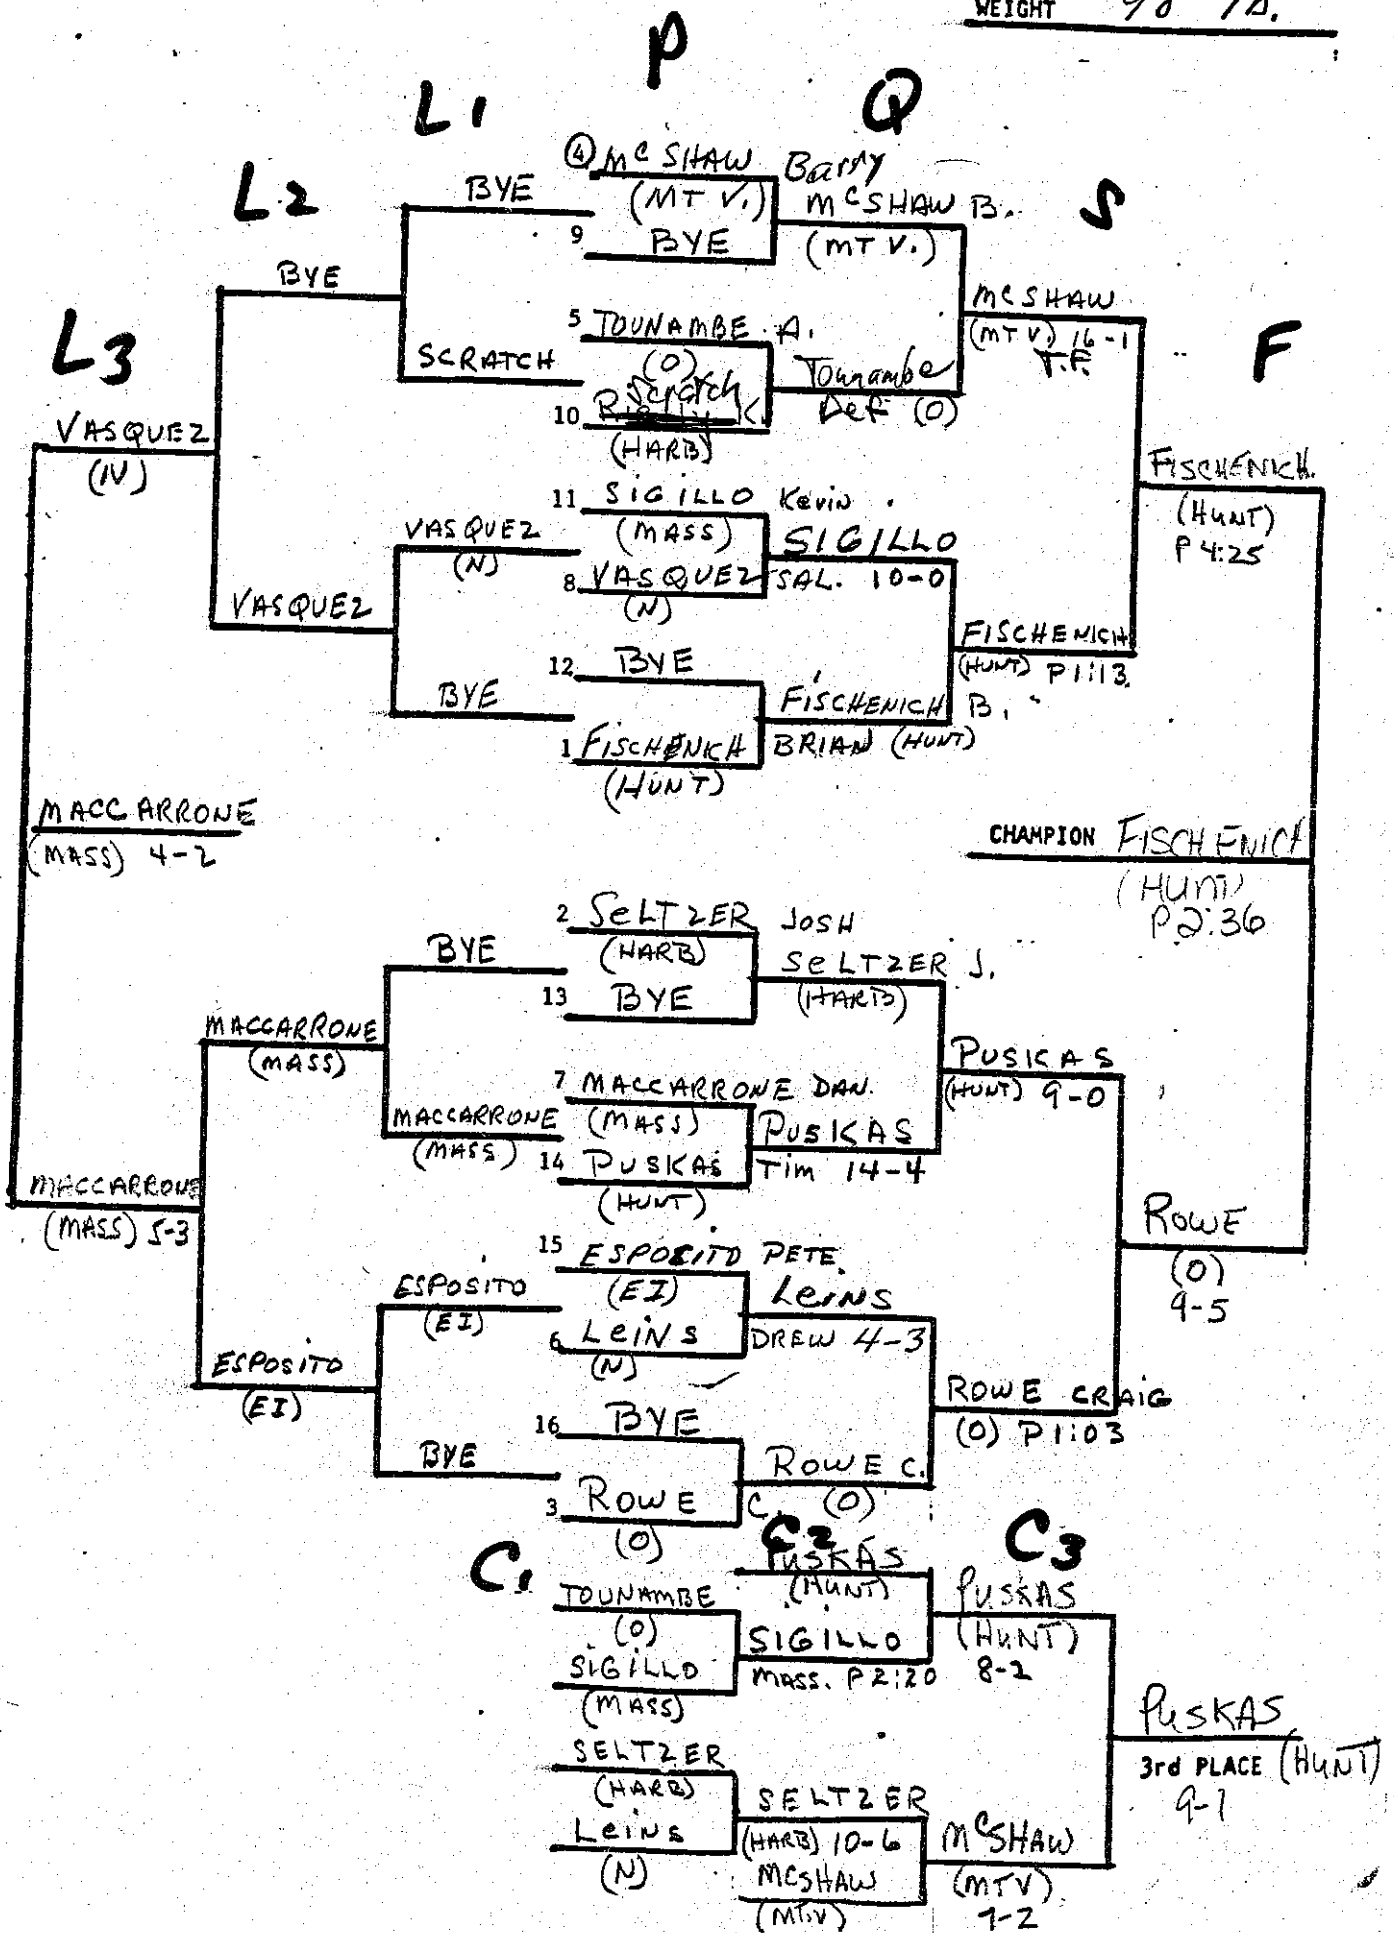 WEIGHT 98 lb.
P
L1
Q
L2
S
L3
F
④ McSHAW Barry
(MT V.)
9 BYE
McSHAW B.
(MT V.)
5 TOUNAMBE A.
(O)
Scratch
10 K.
(HARB)
Tounambe
Def (O)
McSHAW
(MT V.) 16-1
T.F.
11 SIGILLO Kevin
(MASS)
8 VASQUEZ
(N)
SIGILLO
SAL. 10-0
12 BYE
1 FISCHENICH
(HUNT)
FISCHENICH B.
BRIAN (HUNT)
FISCHENICH
(HUNT) P1:13
FISCHENICH
(HUNT)
P 4:25
BYE
SCRATCH
BYE
VASQUEZ
(N)
BYE
VASQUEZ
VASQUEZ
(N)
MACCARRONE
(MASS) 4-2
CHAMPION FISCHENICH
(HUNT)
P2:36
2 SELTZER JOSH
(HARB)
13 BYE
SELTZER J.
(HARB)
7 MACCARRONE DAN.
(MASS)
14 PUSKAS
(HUNT)
PUSKAS
Tim 14-4
PUSKAS
(HUNT) 9-0
15 ESPOSITO PETE
(EI)
6 LEINS
(N)
LEINS
DREW 4-3
16 BYE
3 ROWE C.
(O)
ROWE C.
(O)
ROWE CRAIG
(O) P1:03
ROWE
(O)
9-5
BYE
MACCARRONE
(MASS)
MACCARRONE
(MASS)
ESPOSITO
(EI)
BYE
ESPOSITO
(EI)
MACCARRONE
(MASS) 5-3
C1
C2
C3
TOUNAMBE
(O)
SIGILLO
(MASS)
PUSKAS
(HUNT)
SIGILLO
MASS. P2:20
PUSKAS
(HUNT)
8-2
SELTZER
(HARB)
LEINS
(N)
SELTZER
(HARB) 10-6
McSHAW
(MT.V)
McSHAW
(MTV)
7-2
PUSKAS
3rd PLACE (HUNT)
9-1